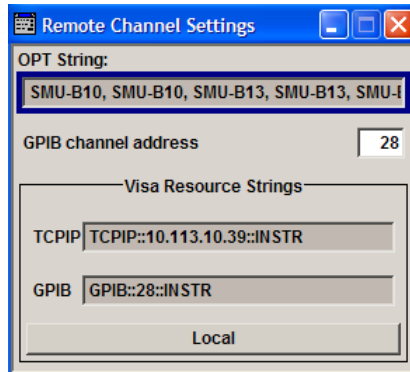 Remote Channel Settings
OPT String:
SMU-B10, SMU-B10, SMU-B13, SMU-B13, SMU-
GPIB channel address 28
Visa Resource Strings
TCPIP TCPIP::10.113.10.39::INSTR
GPIB GPIB::28::INSTR
Local